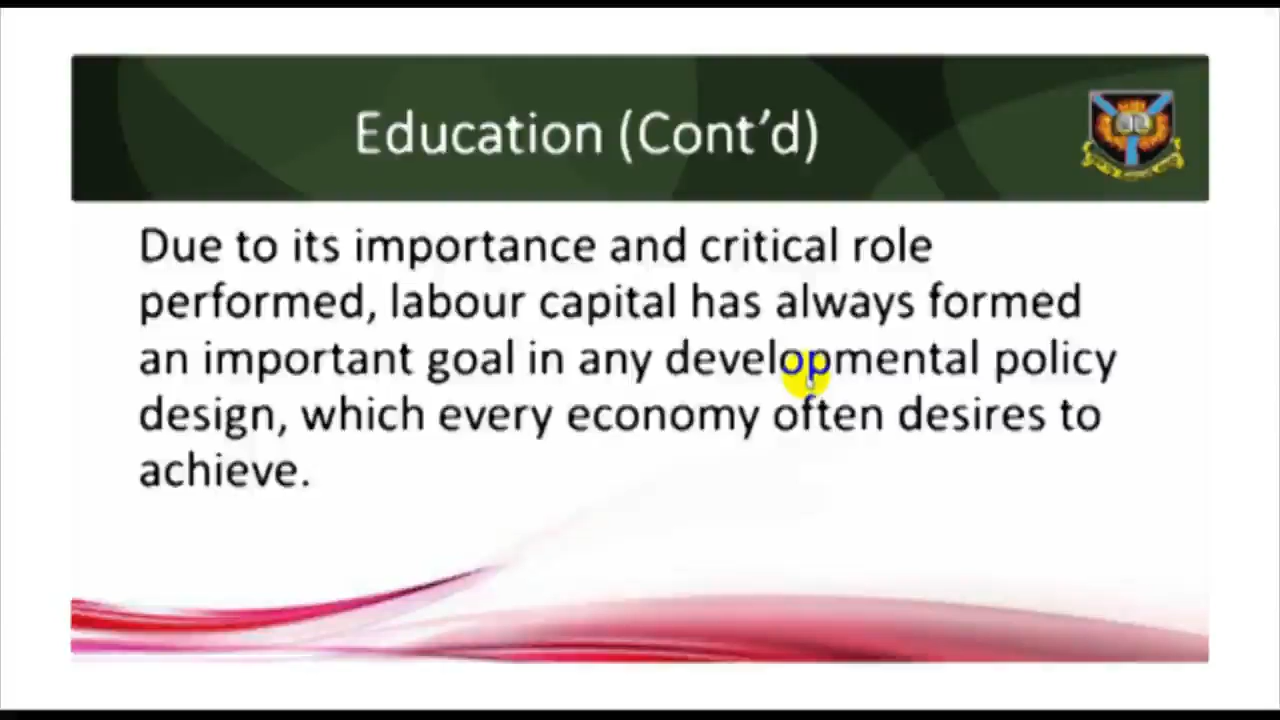 Education (Cont'd)
Due to its importance and critical role
performed, labour capital has always formed
an important goal in any developmental policy
design, which every economy often desires to
achieve.